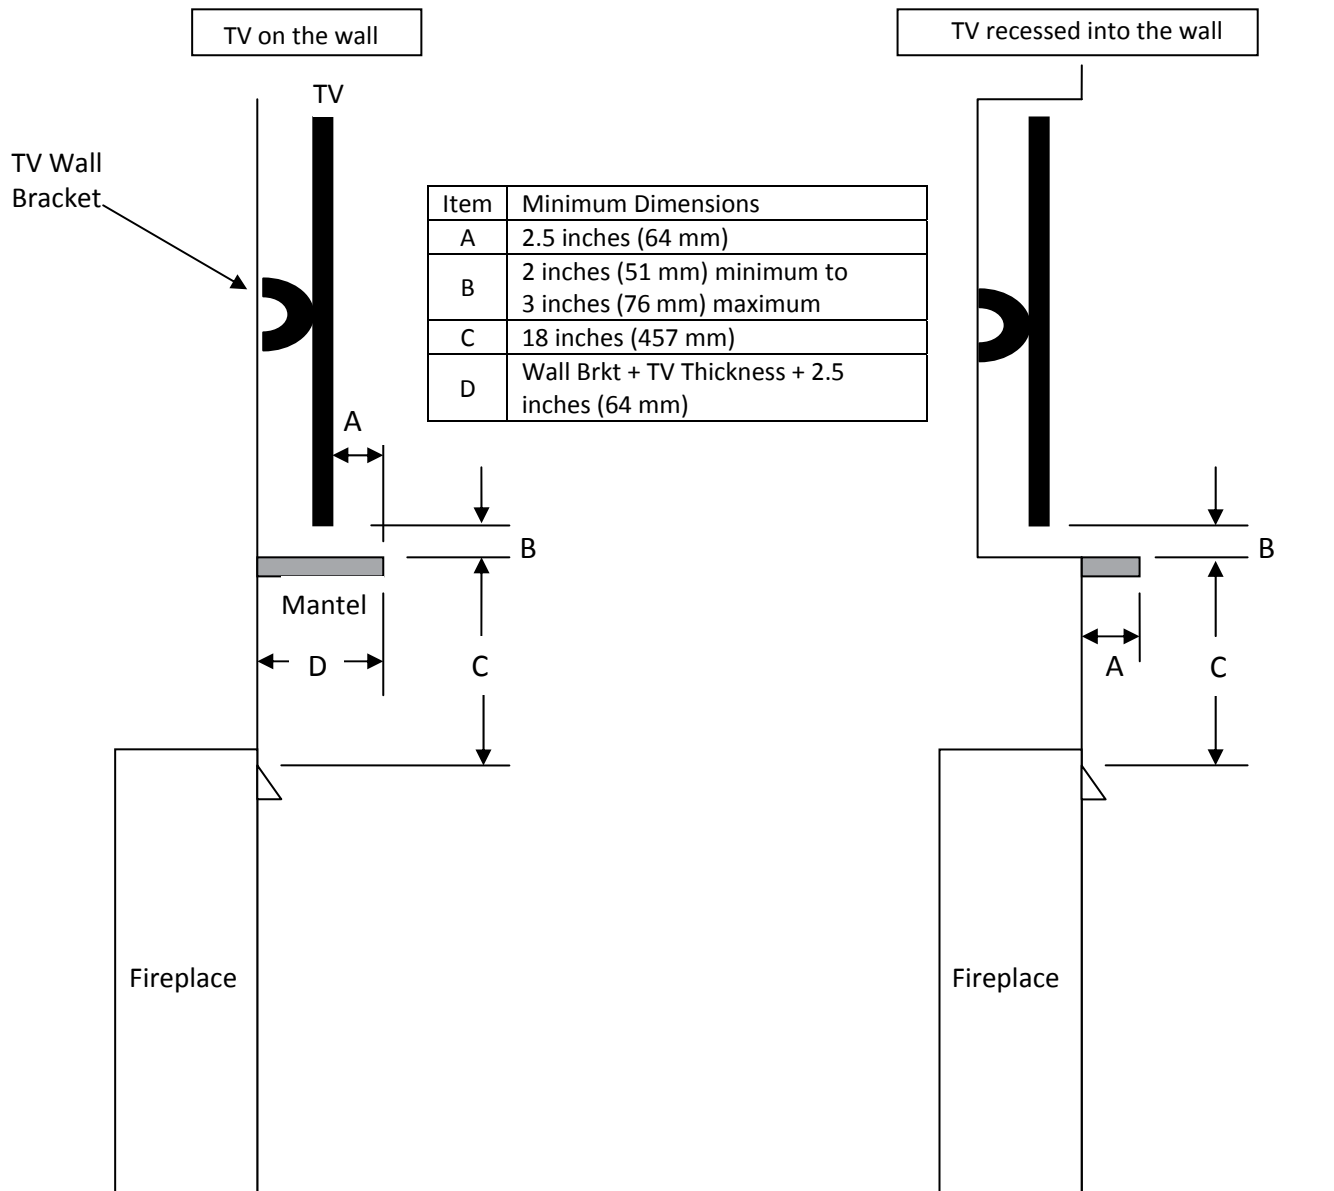 TV on the wall
TV recessed into the wall
TV
TV Wall
Bracket
Item Minimum Dimensions
A 2.5 inches (64 mm)
B 2 inches (51 mm) minimum to
3 inches (76 mm) maximum
C 18 inches (457 mm)
D Wall Brkt + TV Thickness + 2.5
inches (64 mm)
A
B
B
Mantel
D
C
A
C
Fireplace
Fireplace